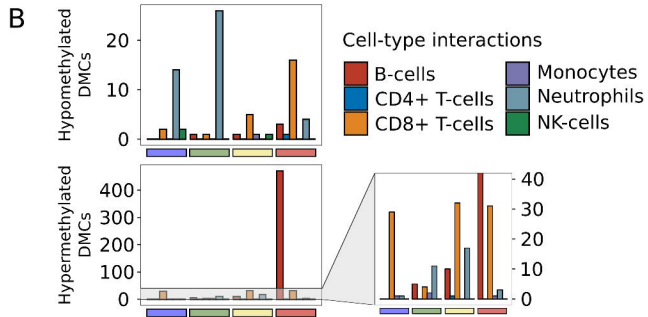 B
Hypomethylated
DMCs
20
10
0
Cell-type interactions
B-cells
CD4+ T-cells
CD8+ T-cells
Monocytes
Neutrophils
NK-cells
Hypermethylated
DMCs
400
300
200
100
0
40
30
20
10
0